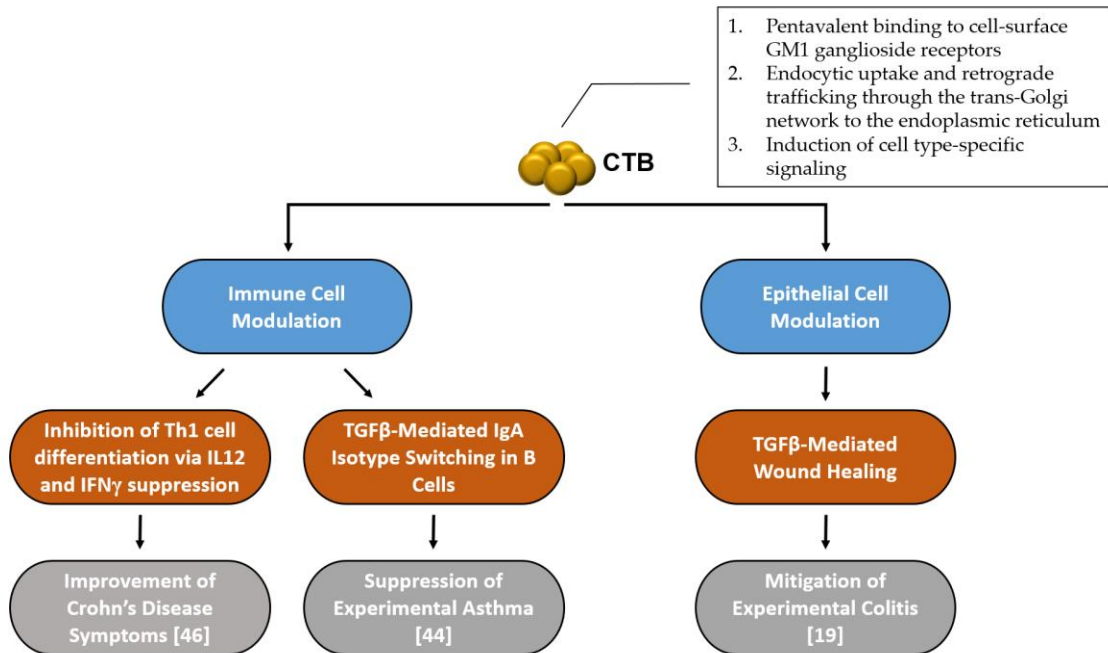 1. Pentavalent binding to cell-surface
GM1 ganglioside receptors
2. Endocytic uptake and retrograde
trafficking through the trans-Golgi
network to the endoplasmic reticulum
3. Induction of cell type-specific
signaling
CTB
Immune Cell
Modulation
Epithelial Cell
Modulation
Inhibition of Th1 cell
differentiation via IL12
and IFNγ suppression
TGFβ-Mediated IgA
Isotype Switching in B
Cells
TGFβ-Mediated
Wound Healing
Improvement of
Crohn’s Disease
Symptoms [46]
Suppression of
Experimental Asthma
[44]
Mitigation of
Experimental Colitis
[19]